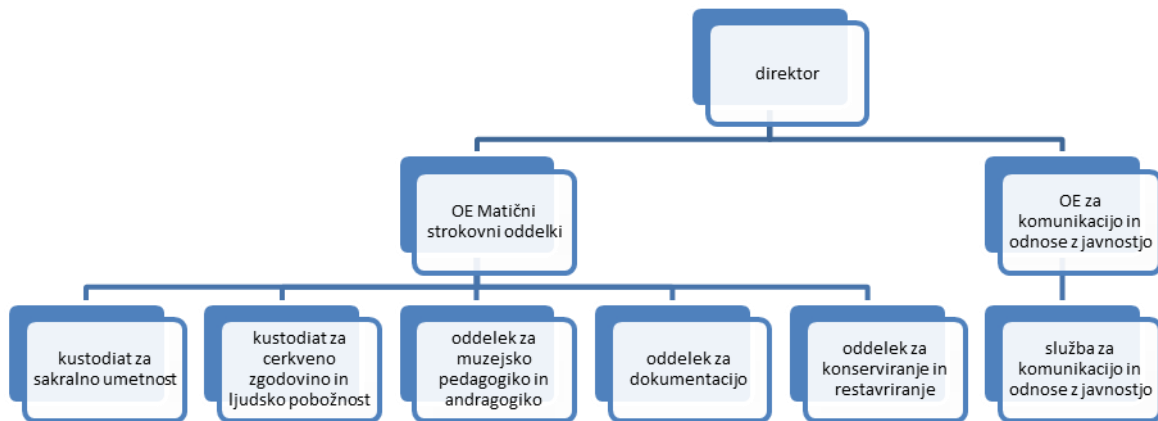 direktor
OE Matični
strokovni oddelki
OE za
komunikacijo in
odnose z javnostjo
kustodiat za
sakralno umetnost
kustodiat za
cerkveno
zgodovino in
ljudsko pobožnost
oddelek za
muzejsko
pedagogiko in
andragogiko
oddelek za
dokumentacijo
oddelek za
konserviranje in
restavriranje
služba za
komunikacijo in
odnose z javnostjo